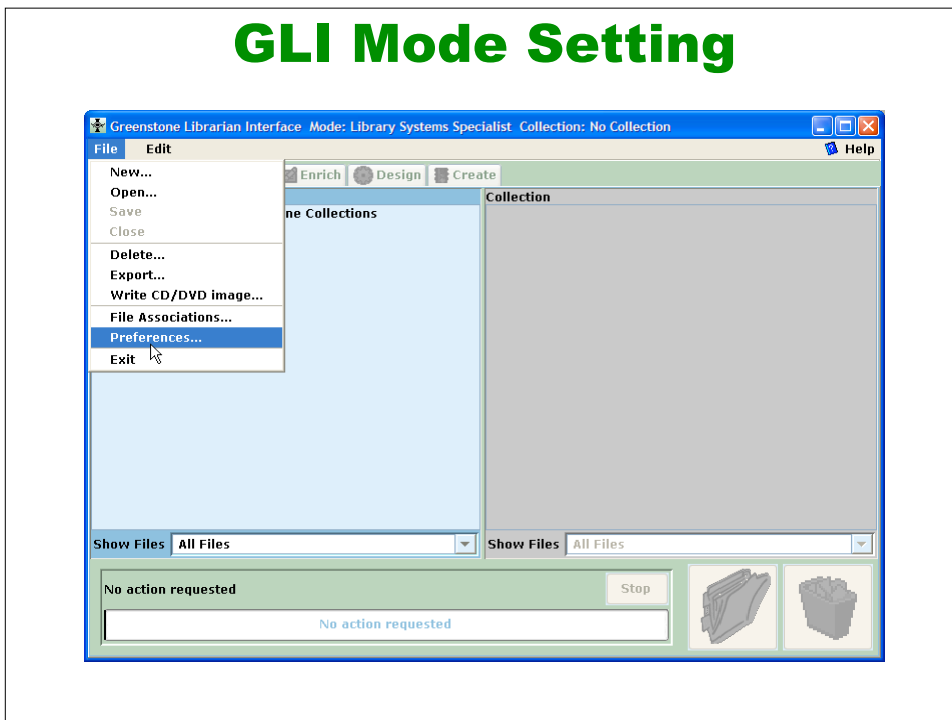 GLI Mode Setting
Greenstone Librarian Interface Mode: Library Systems Specialist Collection: No Collection
File Edit Help
New...
Open...
Save
Close
Delete...
Export...
Write CD/DVD image...
File Associations...
Preferences...
Exit
Enrich Design Create
Collection
ne Collections
Show Files All Files
Show Files All Files
No action requested Stop
No action requested